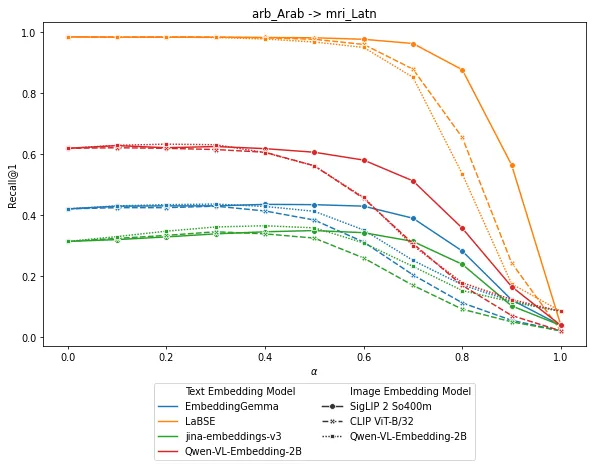 arb_Arab -> mri_Latn
Recall@1
1.0
0.8
0.6
0.4
0.2
0.0
0.0 0.2 0.4 0.6 0.8 1.0
α
Text Embedding Model
EmbeddingGemma
LaBSE
jina-embeddings-v3
Qwen-VL-Embedding-2B
Image Embedding Model
SigLIP 2 So400m
CLIP ViT-B/32
Qwen-VL-Embedding-2B